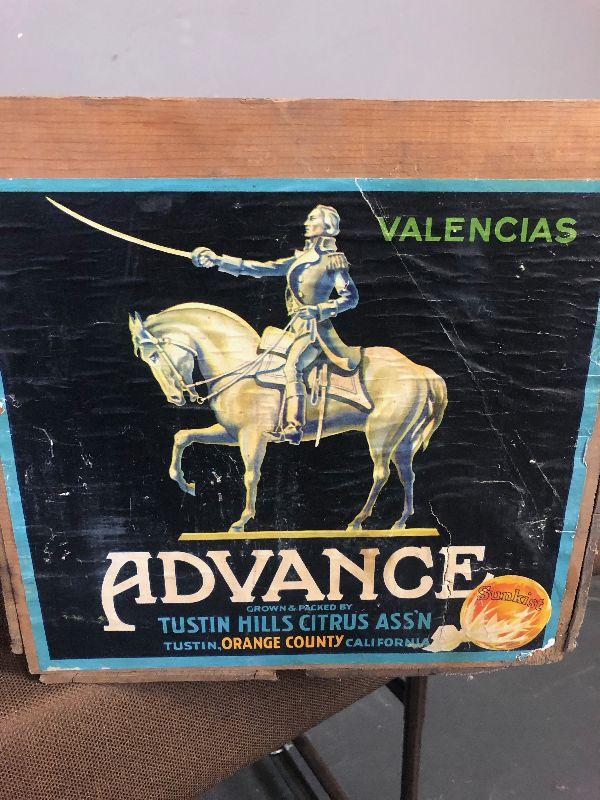 VALENCIAS
ADVANCE
GROWN & PACKED BY
TUSTIN HILLS CITRUS ASS'N
TUSTIN, ORANGE COUNTY CALIFORNIA
Sunkist